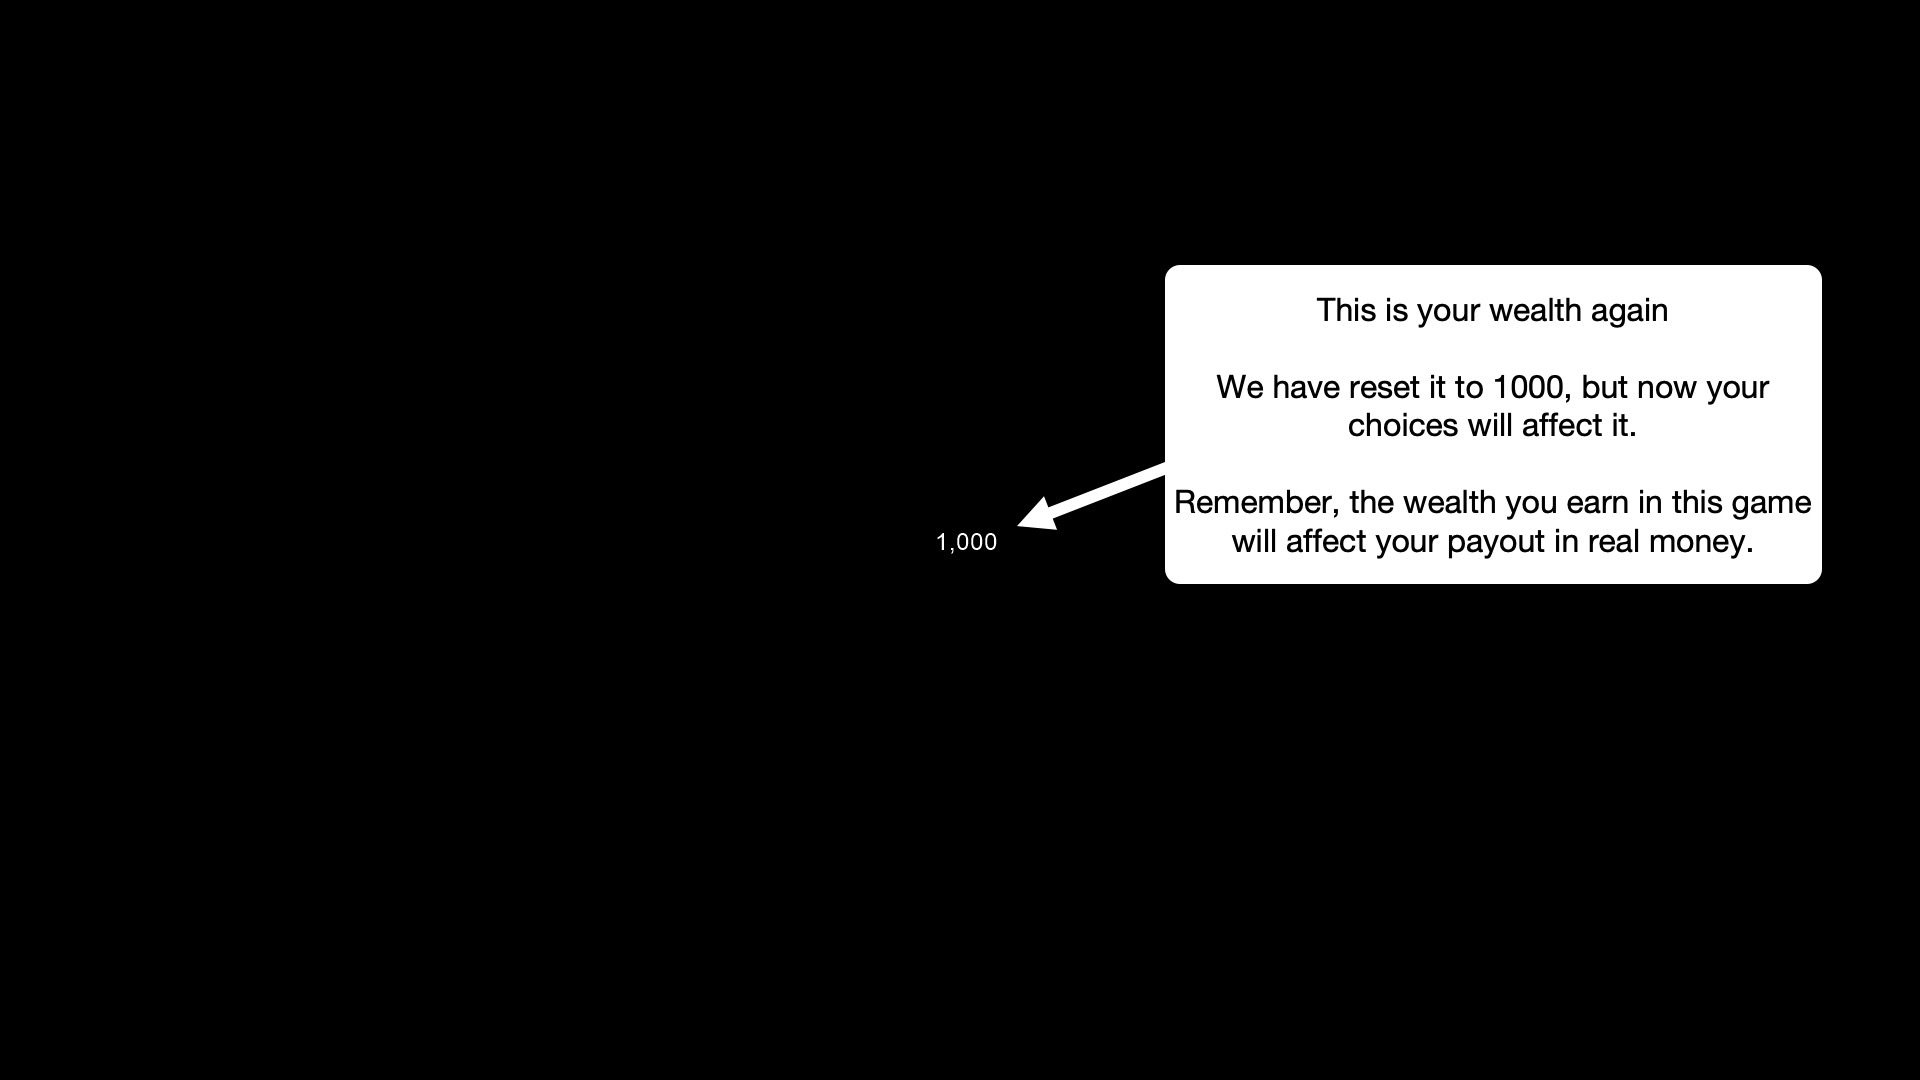 This is your wealth again
We have reset it to 1000, but now your
choices will affect it.
Remember, the wealth you earn in this game
will affect your payout in real money.
1,000